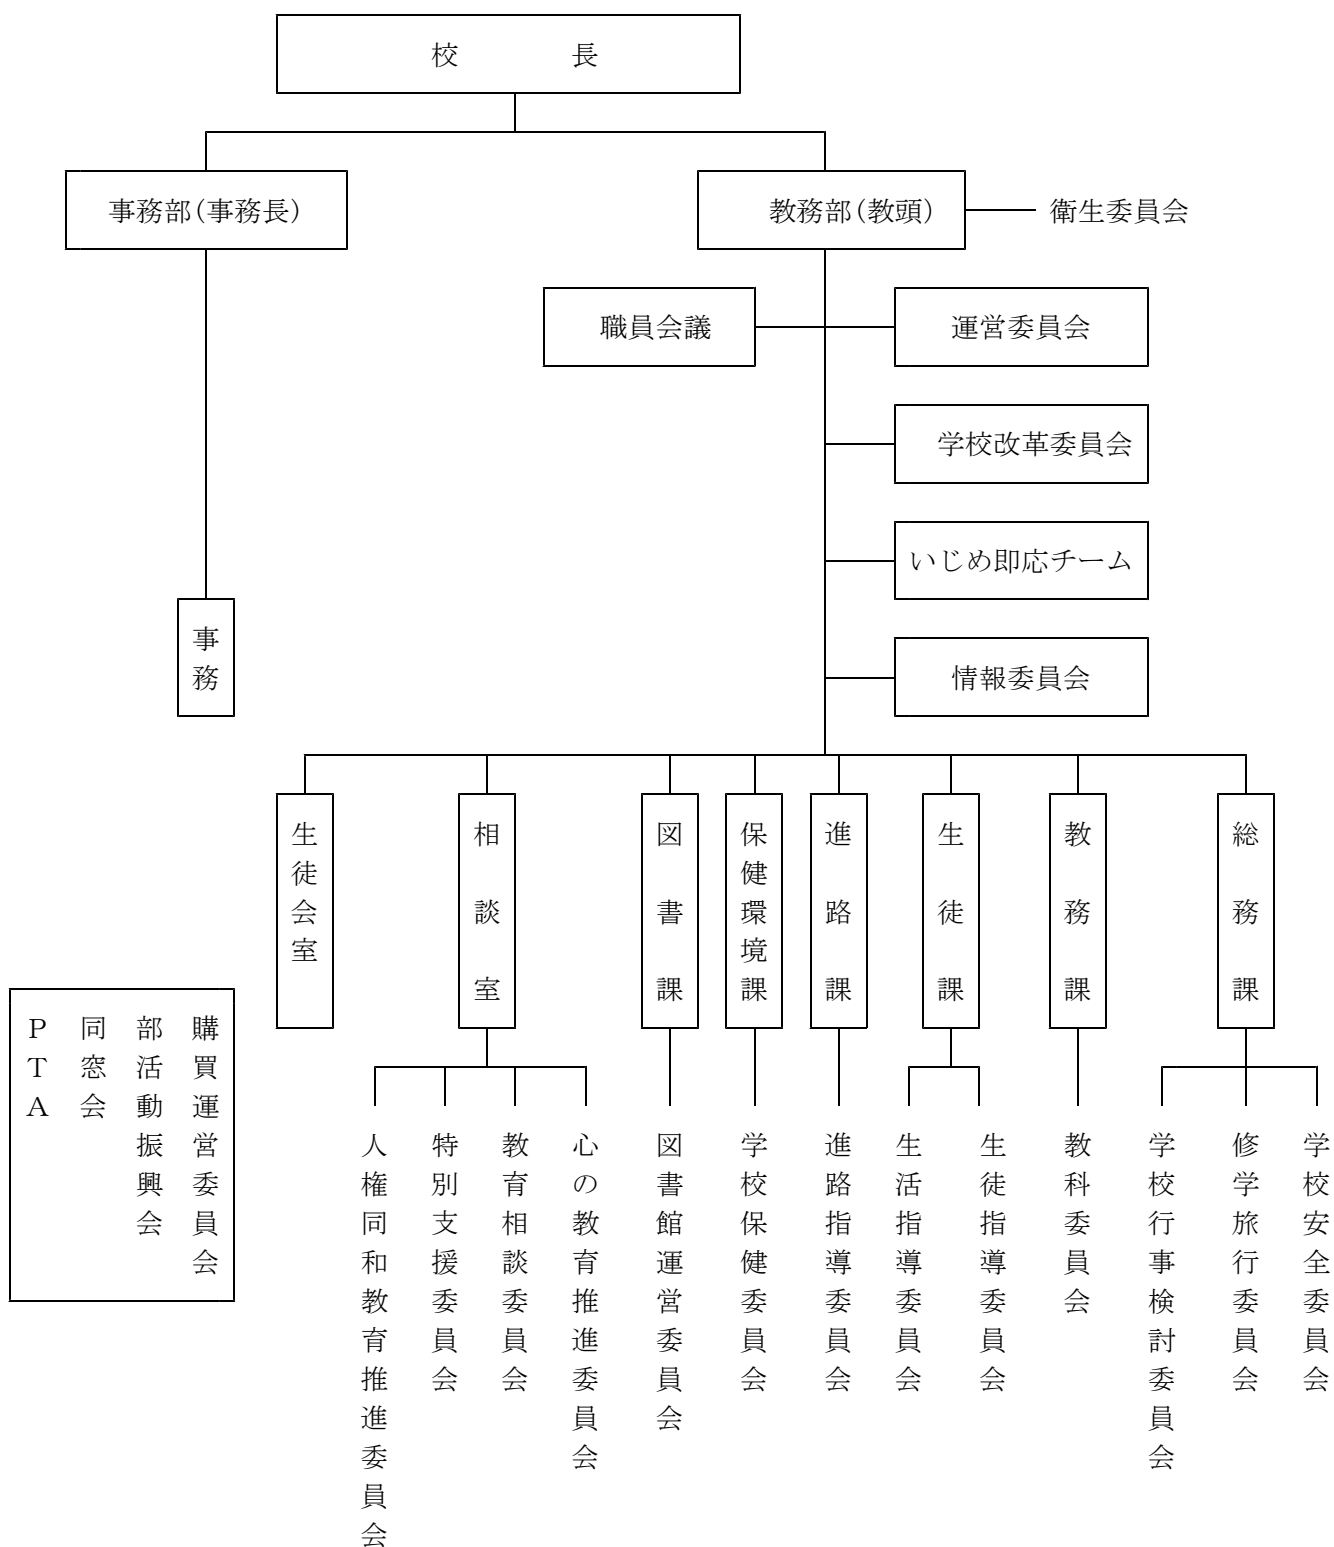 校長
事務部(事務長)
教務部(教頭)
衛生委員会
職員会議
運営委員会
学校改革委員会
いじめ即応チーム
事務
情報委員会
生徒会室
相談室
図書課
保健環境課
進路課
生徒課
教務課
総務課
PTA
同窓会
部活動振興会
購買運営委員会
人権同和教育推進委員会
特別支援委員会
教育相談委員会
心の教育推進委員会
図書館運営委員会
学校保健委員会
進路指導委員会
生活指導委員会
生徒指導委員会
教科委員会
学校行事検討委員会
修学旅行委員会
学校安全委員会